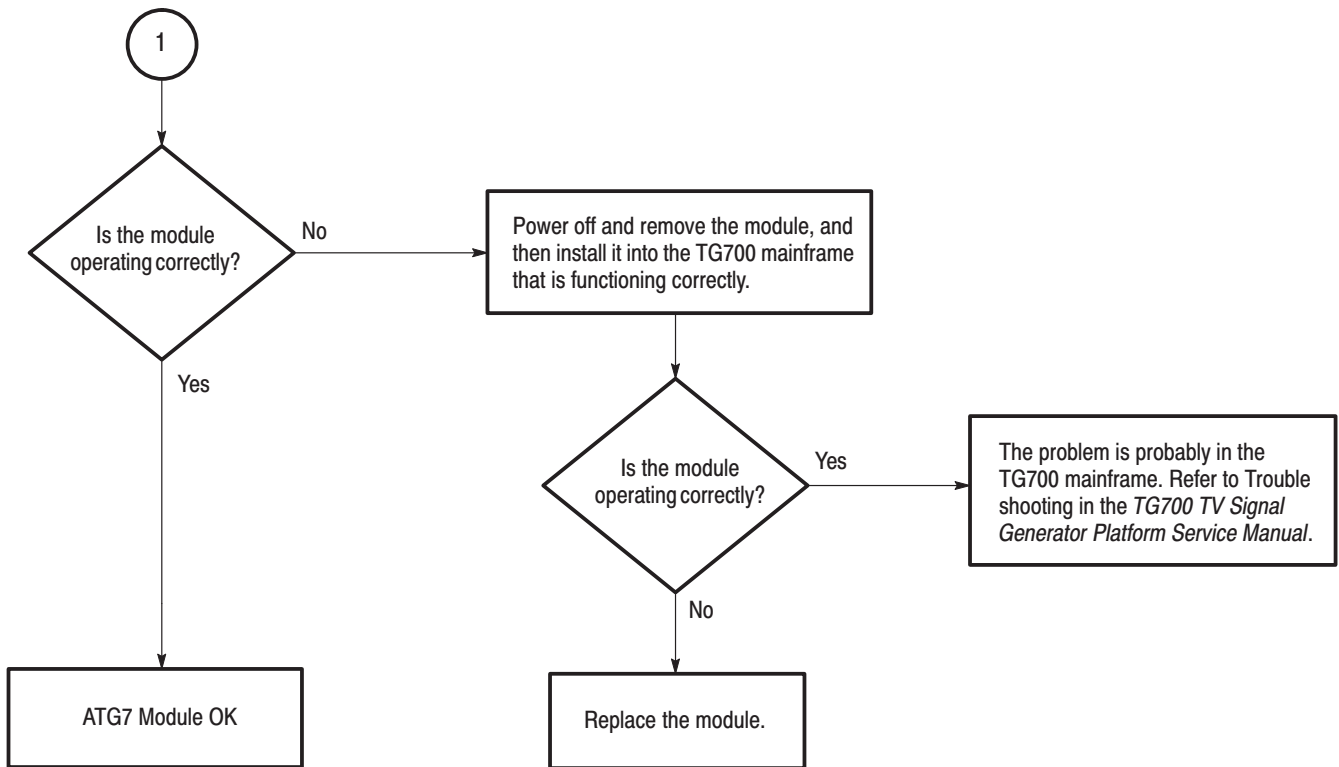 1
Is the module
operating correctly?
No
Power off and remove the module, and
then install it into the TG700 mainframe
that is functioning correctly.
Yes
Is the module
operating correctly?
Yes
The problem is probably in the
TG700 mainframe. Refer to Trouble
shooting in the TG700 TV Signal
Generator Platform Service Manual.
No
ATG7 Module OK
Replace the module.